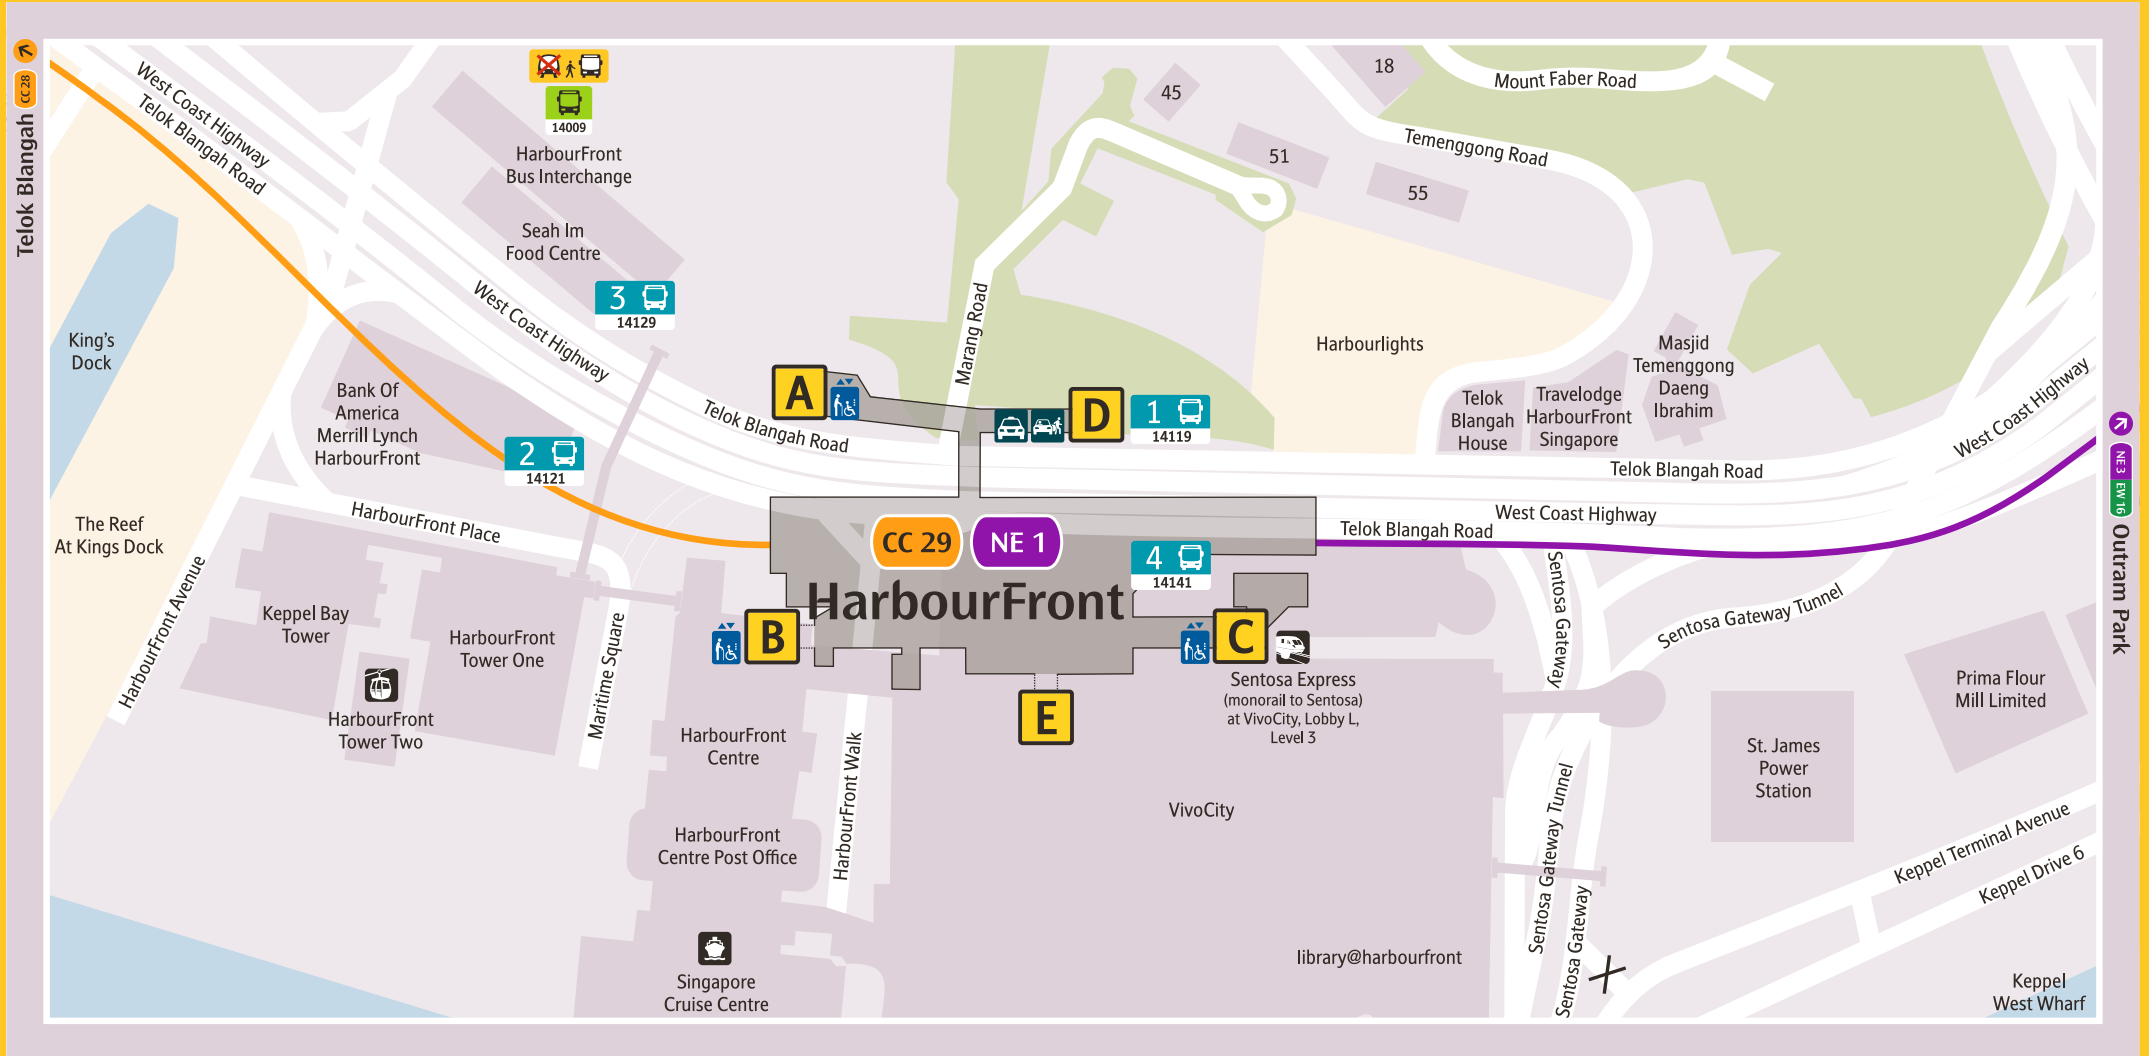 Telok Blangah
CC 28
West Coast Highway
Telok Blangah Road
14009
HarbourFront
Bus Interchange
Seah Im
Food Centre
3
14129
West Coast Highway
King's
Dock
Bank Of
America
Merrill Lynch
HarbourFront
2
14121
The Reef
At Kings Dock
HarbourFront Place
HarbourFront Avenue
Keppel Bay
Tower
HarbourFront
Tower One
HarbourFront
Tower Two
Maritime Square
45
18
51
55
Mount Faber Road
Temenggong Road
Marang Road
Harbourlights
A
Telok Blangah Road
D
1
14119
Telok
Blangah
House
Travelodge
HarbourFront
Singapore
Masjid
Temenggong
Daeng
Ibrahim
West Coast Highway
Telok Blangah Road
West Coast Highway
Telok Blangah Road
CC 29
NE 1
HarbourFront
4
14141
B
C
E
Sentosa Express
(monorail to Sentosa)
at VivoCity, Lobby L,
Level 3
HarbourFront
Centre
HarbourFront
Centre Post Office
HarbourFront Walk
VivoCity
library@harbourfront
Singapore
Cruise Centre
Sentosa Gateway
Sentosa Gateway Tunnel
Sentosa Gateway Tunnel
Sentosa Gateway
Prima Flour
Mill Limited
St. James
Power
Station
Keppel Terminal Avenue
Keppel Drive 6
Keppel
West Wharf
NE 3
EW 16
Outram Park